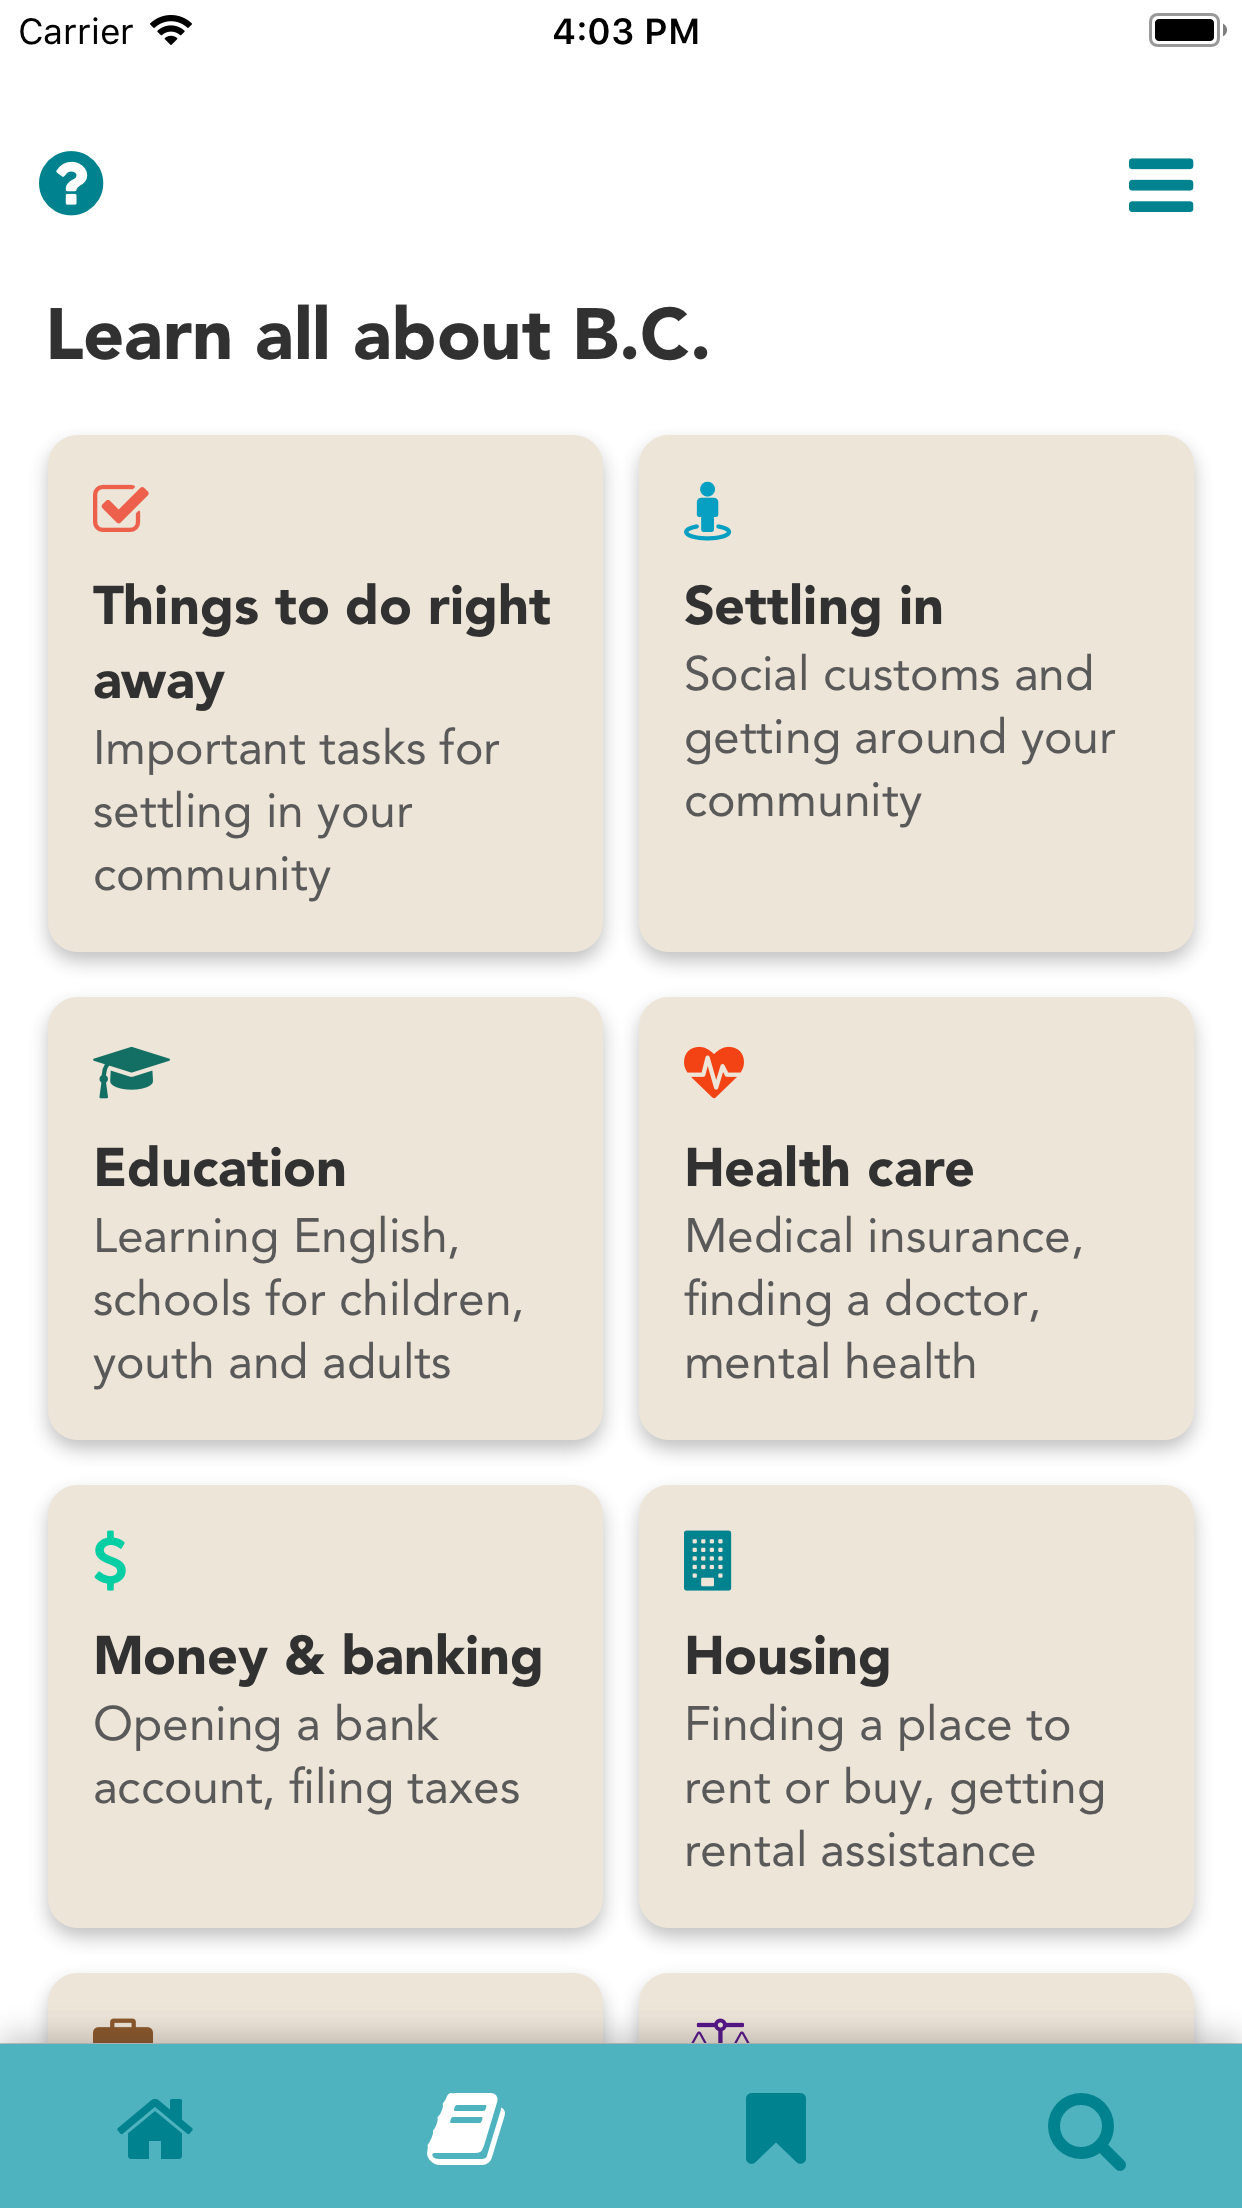 Carrier
4:03 PM
Learn all about B.C.
Things to do right
away
Important tasks for
settling in your
community
Settling in
Social customs and
getting around your
community
Education
Learning English,
schools for children,
youth and adults
Health care
Medical insurance,
finding a doctor,
mental health
Money & banking
Opening a bank
account, filing taxes
Housing
Finding a place to
rent or buy, getting
rental assistance